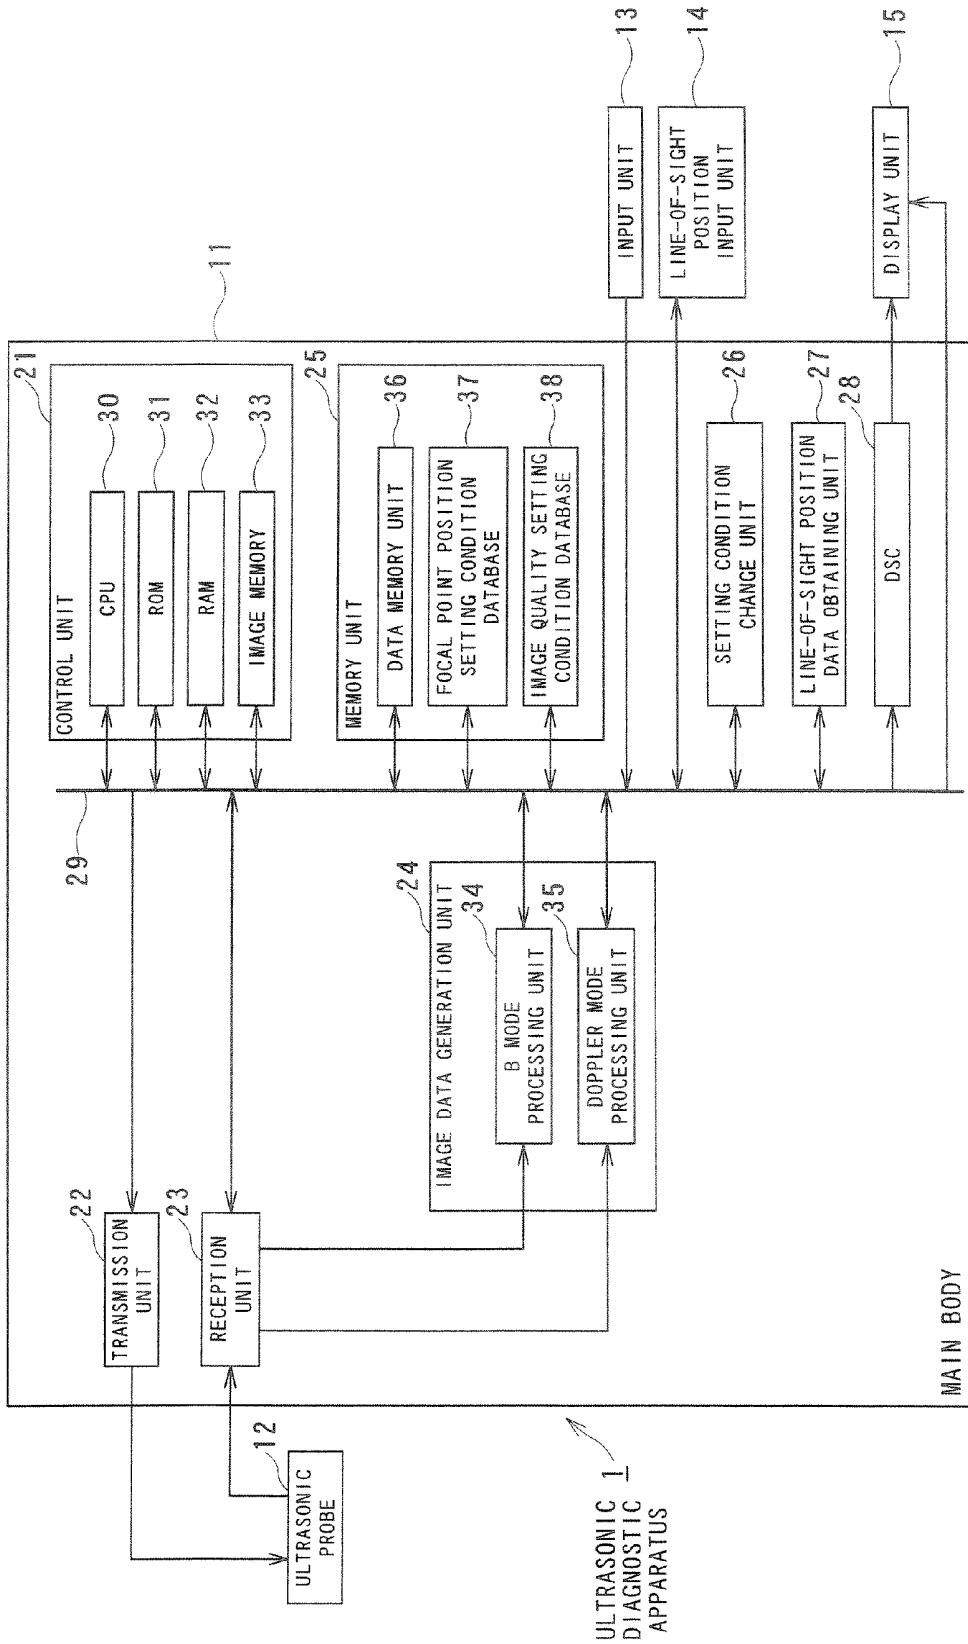 ULTRASONIC
DIAGNOSTIC
APPARATUS
1
ULTRASONIC
PROBE
12
MAIN BODY
11
TRANSMISSION
UNIT
22
RECEPTION
UNIT
23
29
IMAGE DATA GENERATION UNIT
24
B MODE
PROCESSING UNIT
34
DOPPLER MODE
PROCESSING UNIT
35
CONTROL UNIT
21
CPU
30
ROM
31
RAM
32
IMAGE MEMORY
33
MEMORY UNIT
25
DATA MEMORY UNIT
36
FOCAL POINT POSITION
SETTING CONDITION
DATABASE
37
IMAGE QUALITY SETTING
CONDITION DATABASE
38
INPUT UNIT
13
LINE-OF-SIGHT
POSITION
INPUT UNIT
14
SETTING CONDITION
CHANGE UNIT
26
LINE-OF-SIGHT POSITION
DATA OBTAINING UNIT
27
DSC
28
DISPLAY UNIT
15